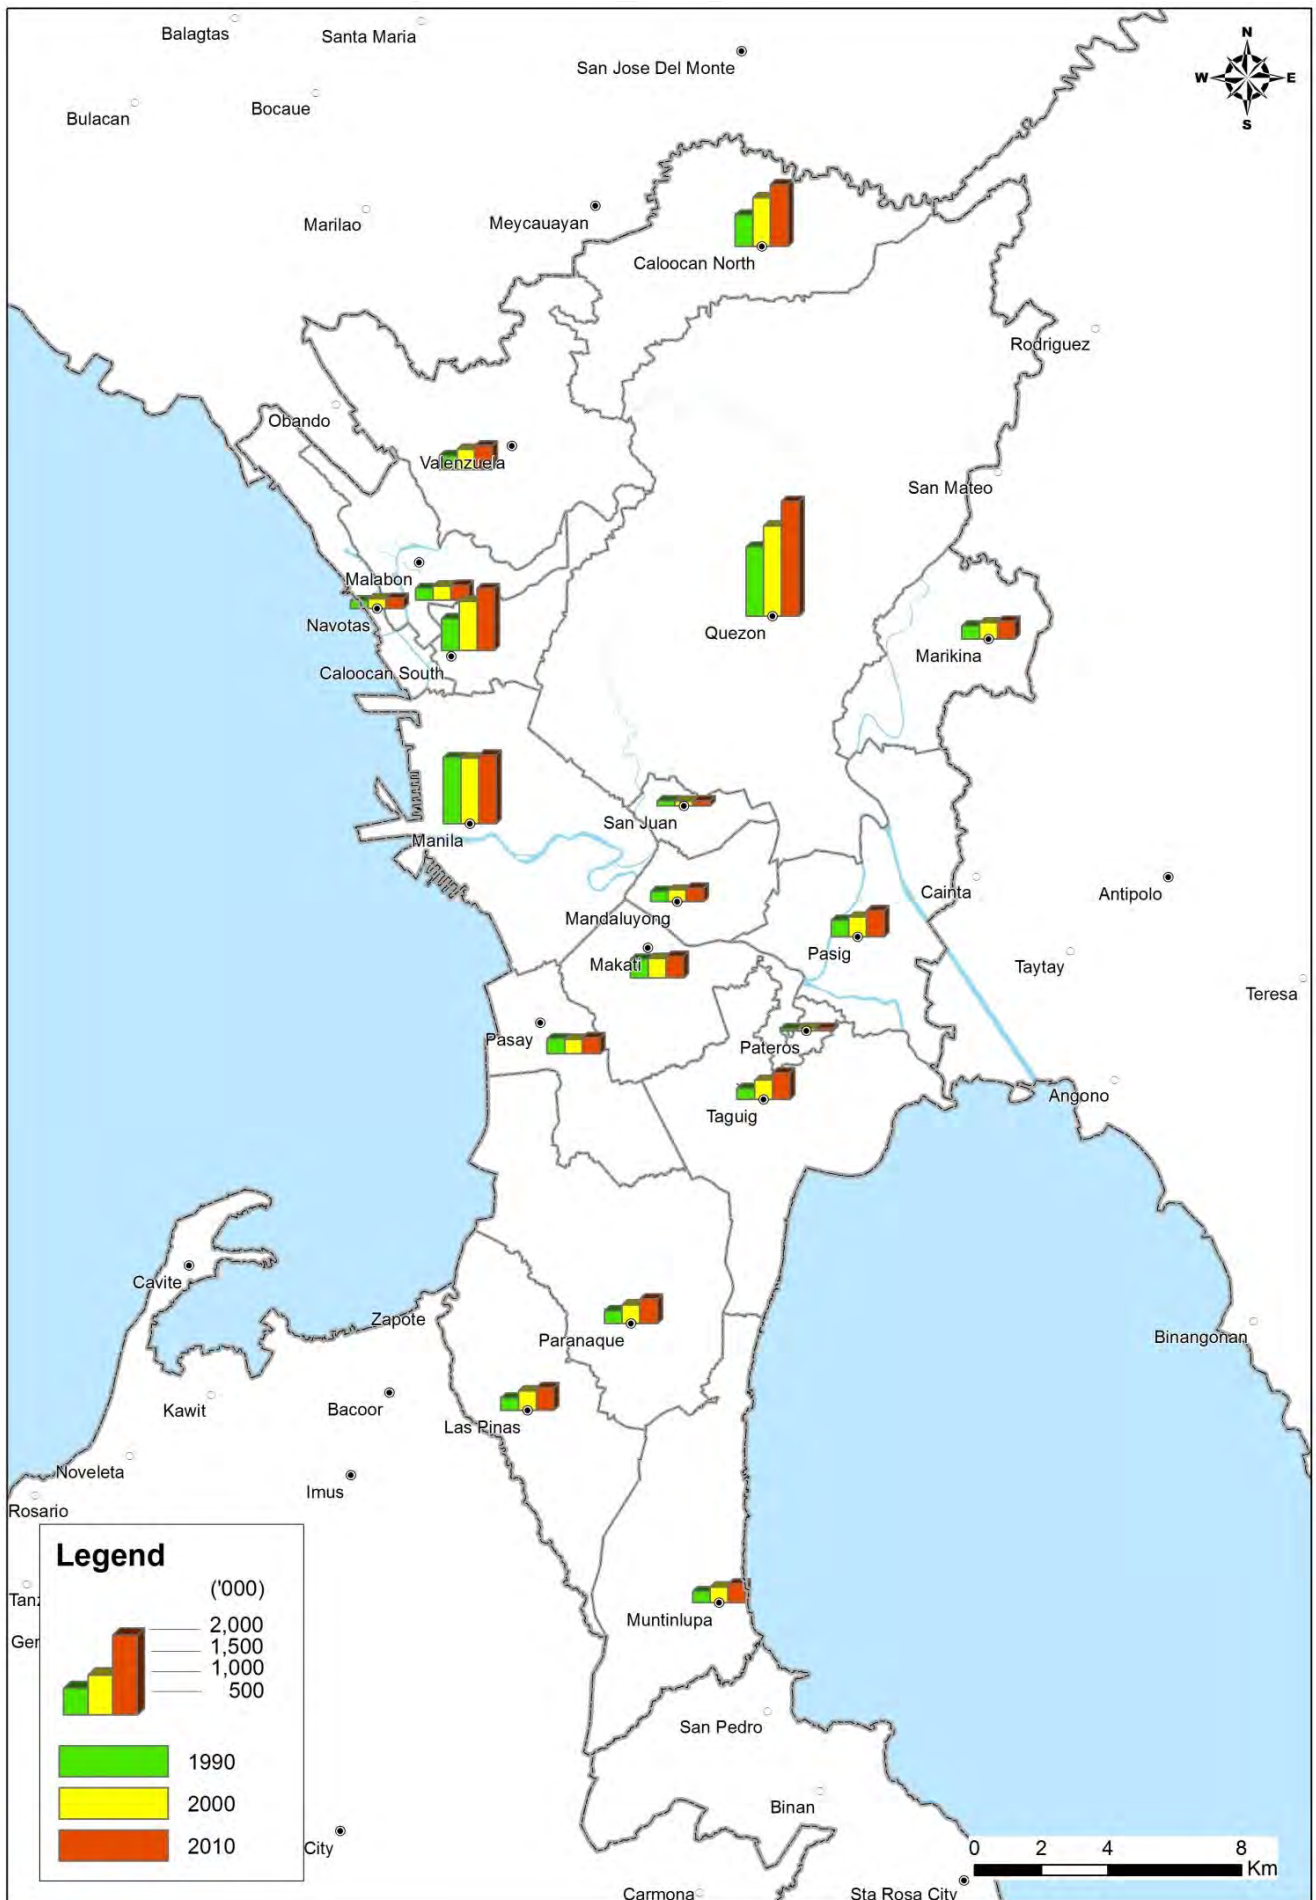 Balagtas
Santa Maria
San Jose Del Monte
N
W
E
S
Bulacan
Bocaue
Marilao
Meycauayan
Caloocan North
Rodriguez
Obando
Valenzuela
San Mateo
Malabon
Navotas
Quezon
Marikina
Caloocan South
San Juan
Manila
Mandaluyong
Cainta
Antipolo
Pasig
Makati
Taytay
Teresa
Pasay
Pateros
Angono
Taguig
Cavite
Zapote
Paranaque
Binangonan
Kawit
Bacoor
Las Pinas
Noveleta
Imus
Rosario
Legend
('000)
Tanz
2,000
1,500
1,000
500
Ger
Muntinlupa
San Pedro
1990
2000
2010
Binan
City
0 2 4 8
Km
Carmona
Sta Rosa City